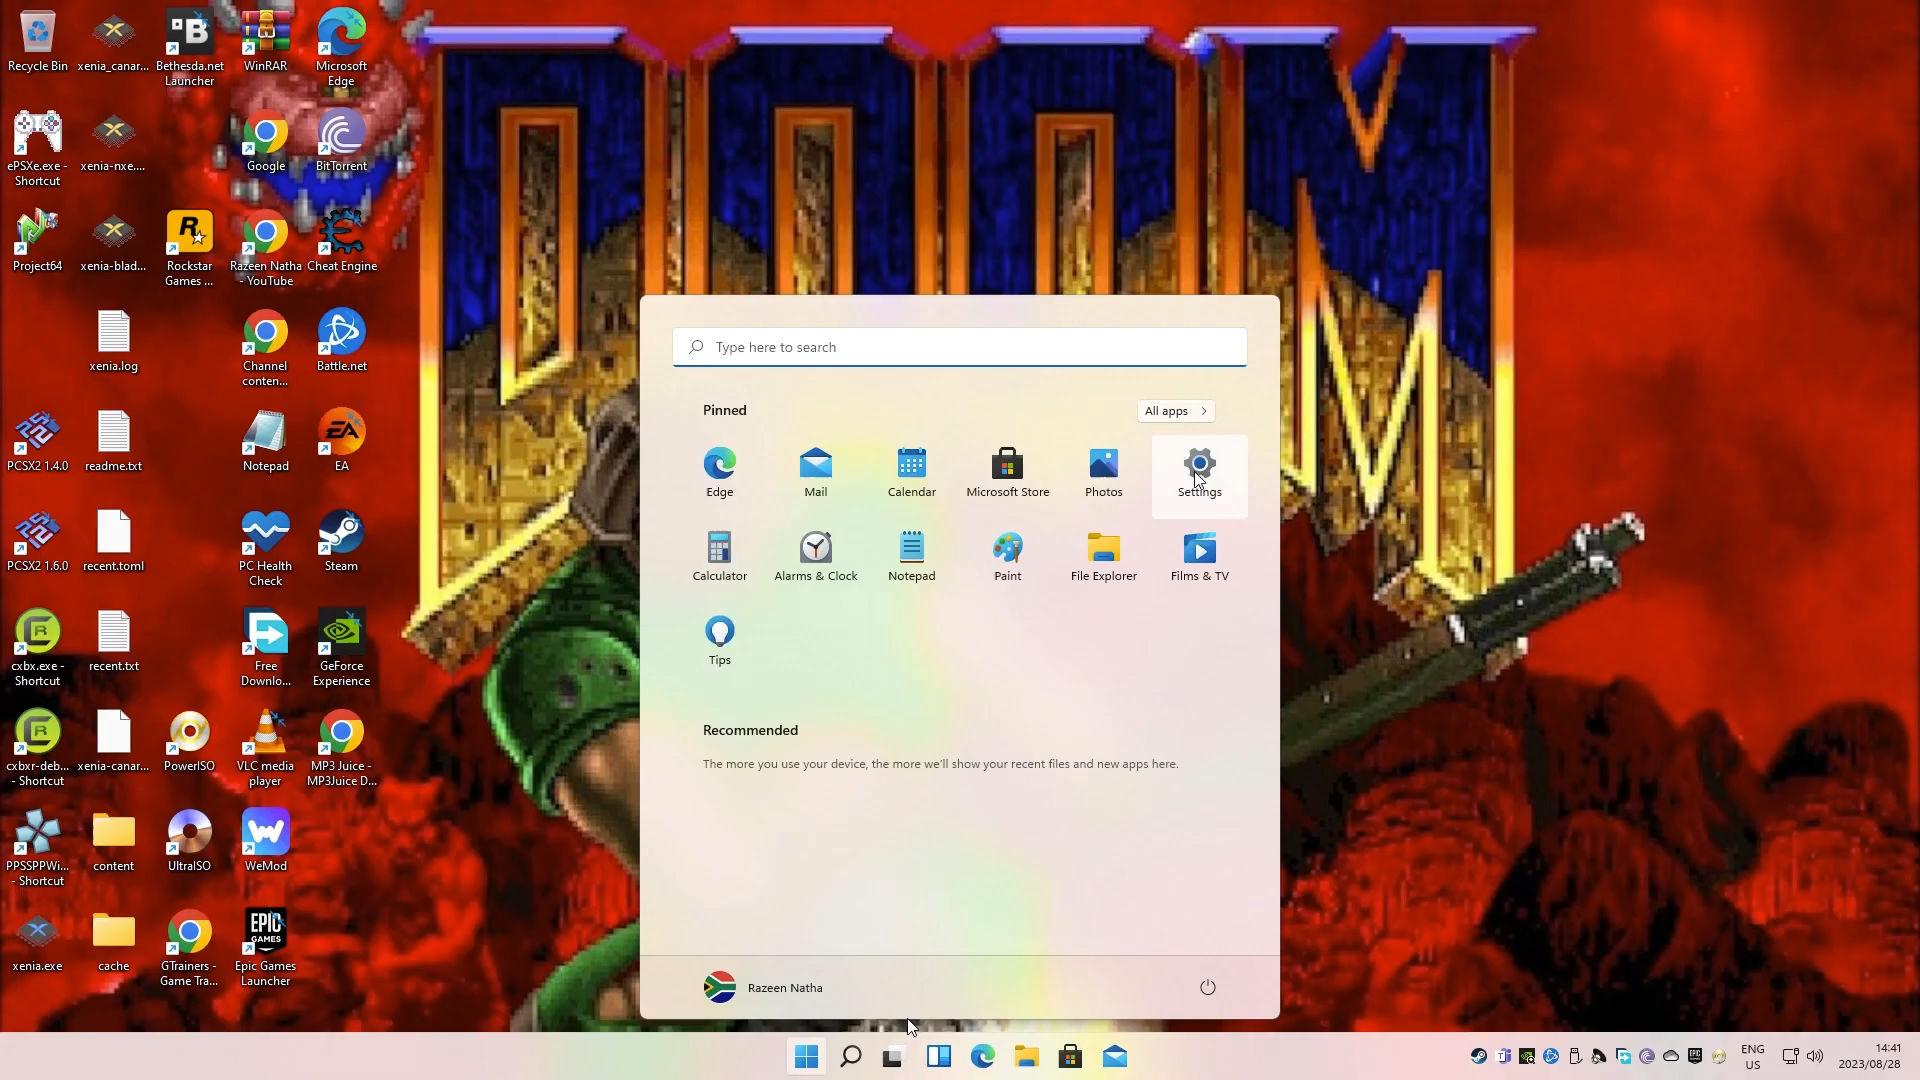 DOOM
Recycle Bin
xenia_canar...
Bethesda.net
Launcher
WinRAR
Microsoft
Edge
ePSXe.exe -
Shortcut
xenia-nxe....
Google
BitTorrent
Project64
xenia-blad...
Rockstar
Games ...
Razeen Natha
- YouTube
Cheat Engine
xenia.log
Channel
conten...
Battle.net
PCSX2 1.4.0
readme.txt
Notepad
EA
PCSX2 1.6.0
recent.toml
PC Health
Check
Steam
cxbx.exe -
Shortcut
recent.txt
Free
Downlo...
GeForce
Experience
cxbxr-deb...
- Shortcut
xenia-canar...
PowerISO
VLC media
player
MP3 Juice -
MP3Juice D...
PPSSPPWi...
- Shortcut
content
UltraISO
WeMod
xenia.exe
cache
GTrainers -
Game Tra...
EPIC
GAMES
Epic Games
Launcher
Type here to search
Pinned
All apps
Edge
Mail
Calendar
Microsoft Store
Photos
Settings
Calculator
Alarms & Clock
Notepad
Paint
File Explorer
Films & TV
Tips
Recommended
The more you use your device, the more we'll show your recent files and new apps here.
Razeen Natha
ENG
US
14:41
2023/08/28